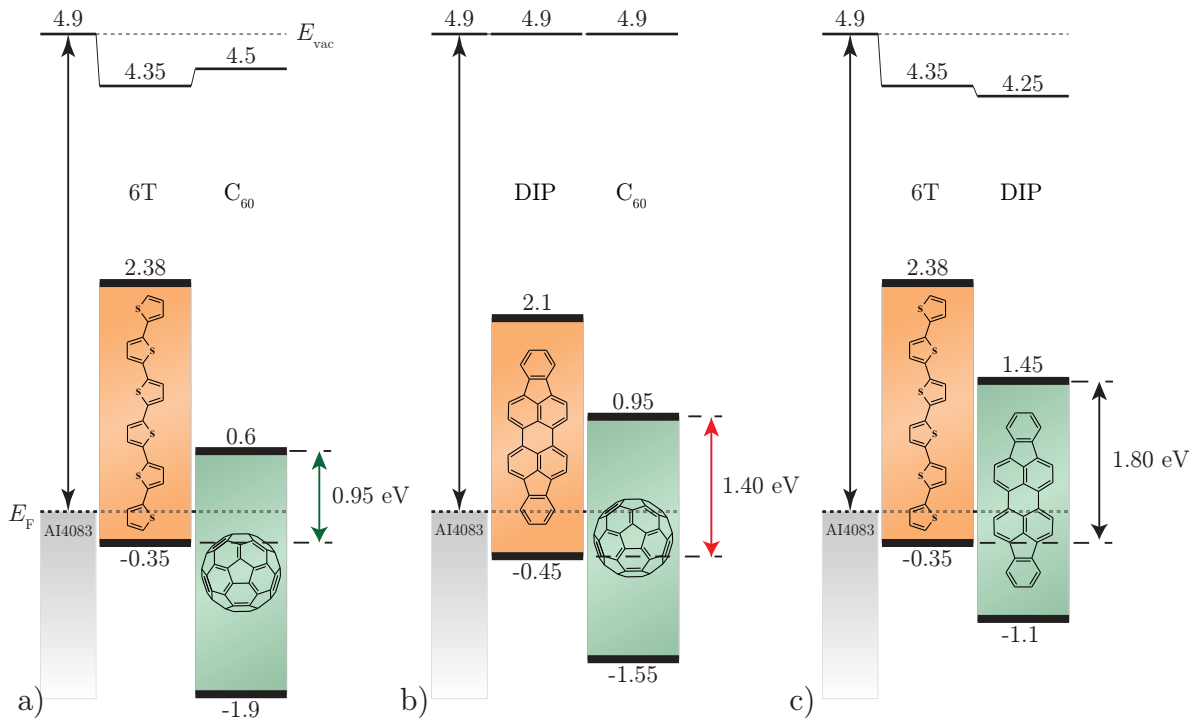 4.9
E_vac
4.35
4.5
6T
C_60
2.38
0.6
0.95 eV
E_F
AI4083
-0.35
-1.9
S
S
S
S
S
S
a)
4.9
4.9
4.9
DIP
C_60
2.1
0.95
1.40 eV
-0.45
-1.55
b)
4.9
4.35
4.25
6T
DIP
2.38
1.45
1.80 eV
AI4083
-0.35
-1.1
S
S
S
S
S
S
c)